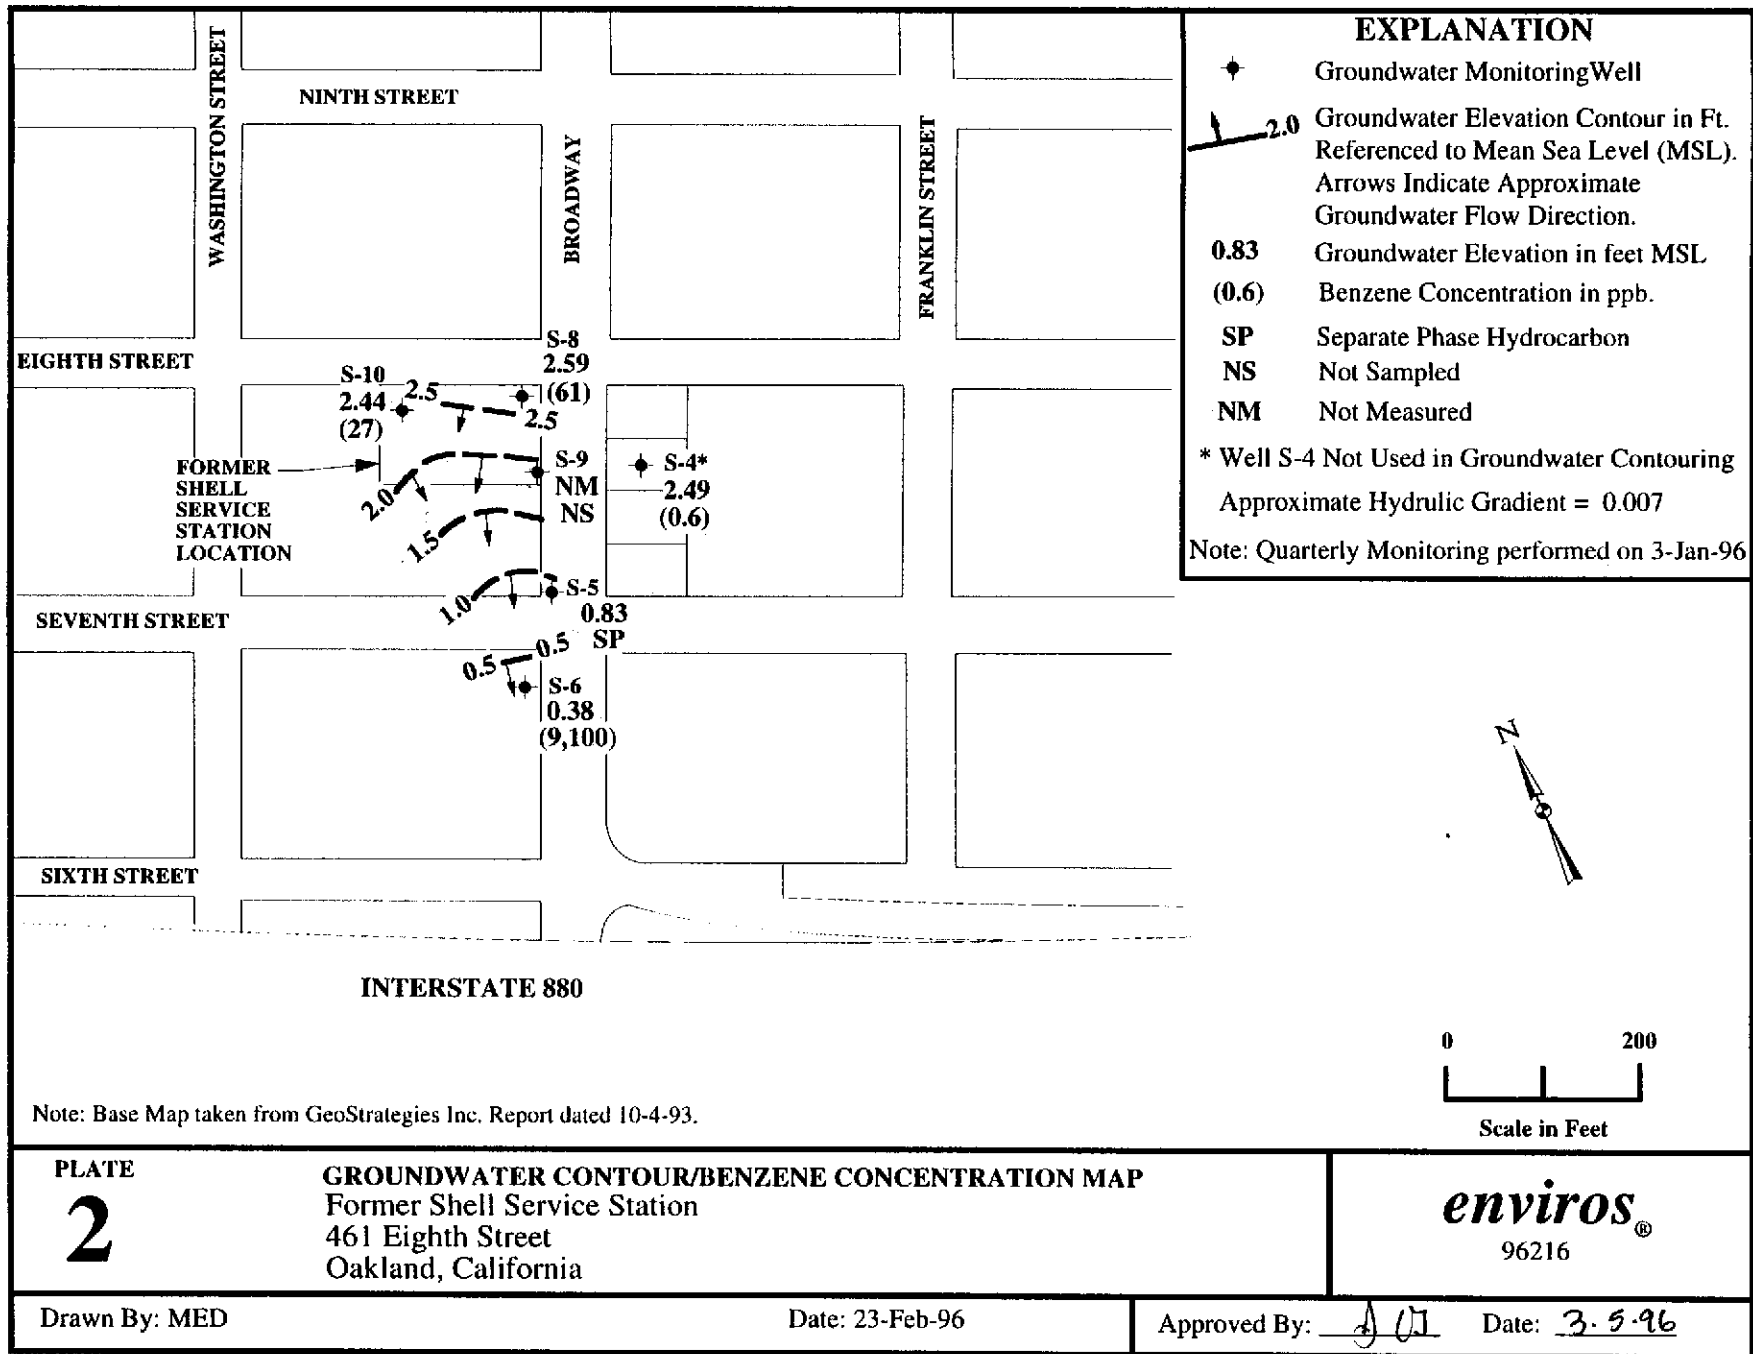 EXPLANATION
Groundwater MonitoringWell
2.0 Groundwater Elevation Contour in Ft.
Referenced to Mean Sea Level (MSL).
Arrows Indicate Approximate
Groundwater Flow Direction.
0.83 Groundwater Elevation in feet MSL
(0.6) Benzene Concentration in ppb.
SP Separate Phase Hydrocarbon
NS Not Sampled
NM Not Measured
* Well S-4 Not Used in Groundwater Contouring
Approximate Hydrulic Gradient = 0.007
Note: Quarterly Monitoring performed on 3-Jan-96
WASHINGTON STREET
NINTH STREET
BROADWAY
FRANKLIN STREET
EIGHTH STREET
S-8
2.59
(61)
S-10
2.44
(27)
2.5
2.5
FORMER
SHELL
SERVICE
STATION
LOCATION
S-9
NM
NS
S-4*
2.49
(0.6)
2.0
1.5
1.0
S-5
0.83
SP
SEVENTH STREET
0.5
0.5
S-6
0.38
(9,100)
SIXTH STREET
INTERSTATE 880
N
0 200
Scale in Feet
Note: Base Map taken from GeoStrategies Inc. Report dated 10-4-93.
PLATE
2
GROUNDWATER CONTOUR/BENZENE CONCENTRATION MAP
Former Shell Service Station
461 Eighth Street
Oakland, California
enviros®
96216
Drawn By: MED
Date: 23-Feb-96
Approved By:
Date: 3-5-96